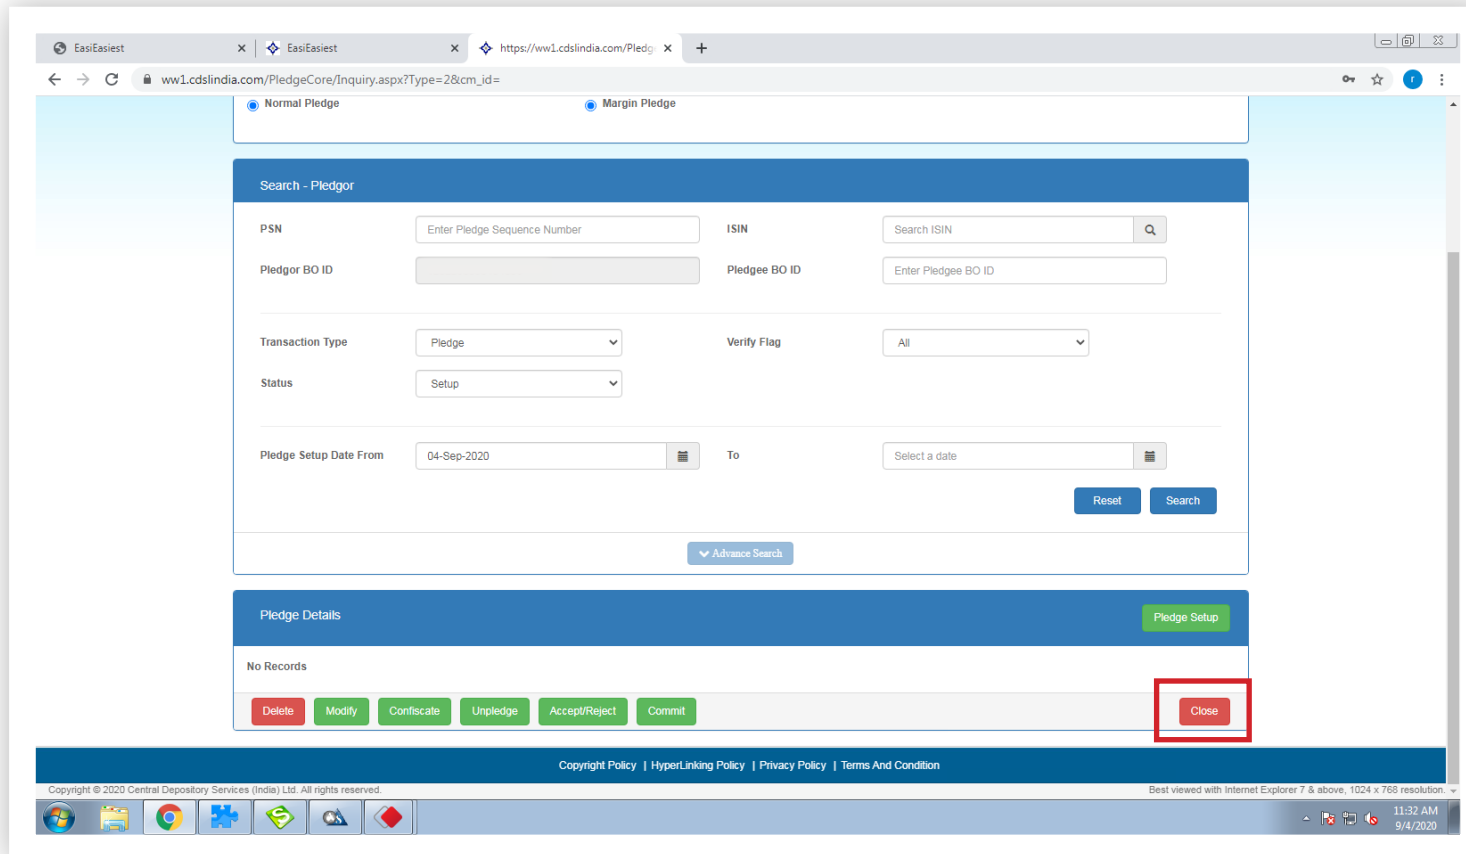 EasiEasiest
EasiEasiest
https://ww1.cdslindia.com/Pledg
ww1.cdslindia.com/PledgeCore/Inquiry.aspx?Type=2&cm_id=
r
Normal Pledge Margin Pledge
Search - Pledgor
PSN Enter Pledge Sequence Number ISIN Search ISIN
Pledgor BO ID Pledgee BO ID Enter Pledgee BO ID
Transaction Type Pledge Verify Flag All
Status Setup
Pledge Setup Date From 04-Sep-2020 To Select a date
Reset Search
Advance Search
Pledge Details Pledge Setup
No Records
Delete Modify Confiscate Unpledge Accept/Reject Commit Close
Copyright Policy | HyperLinking Policy | Privacy Policy | Terms And Condition
Copyright © 2020 Central Depository Services (India) Ltd. All rights reserved. Best viewed with Internet Explorer 7 & above, 1024 x 768 resolution.
11:32 AM
9/4/2020